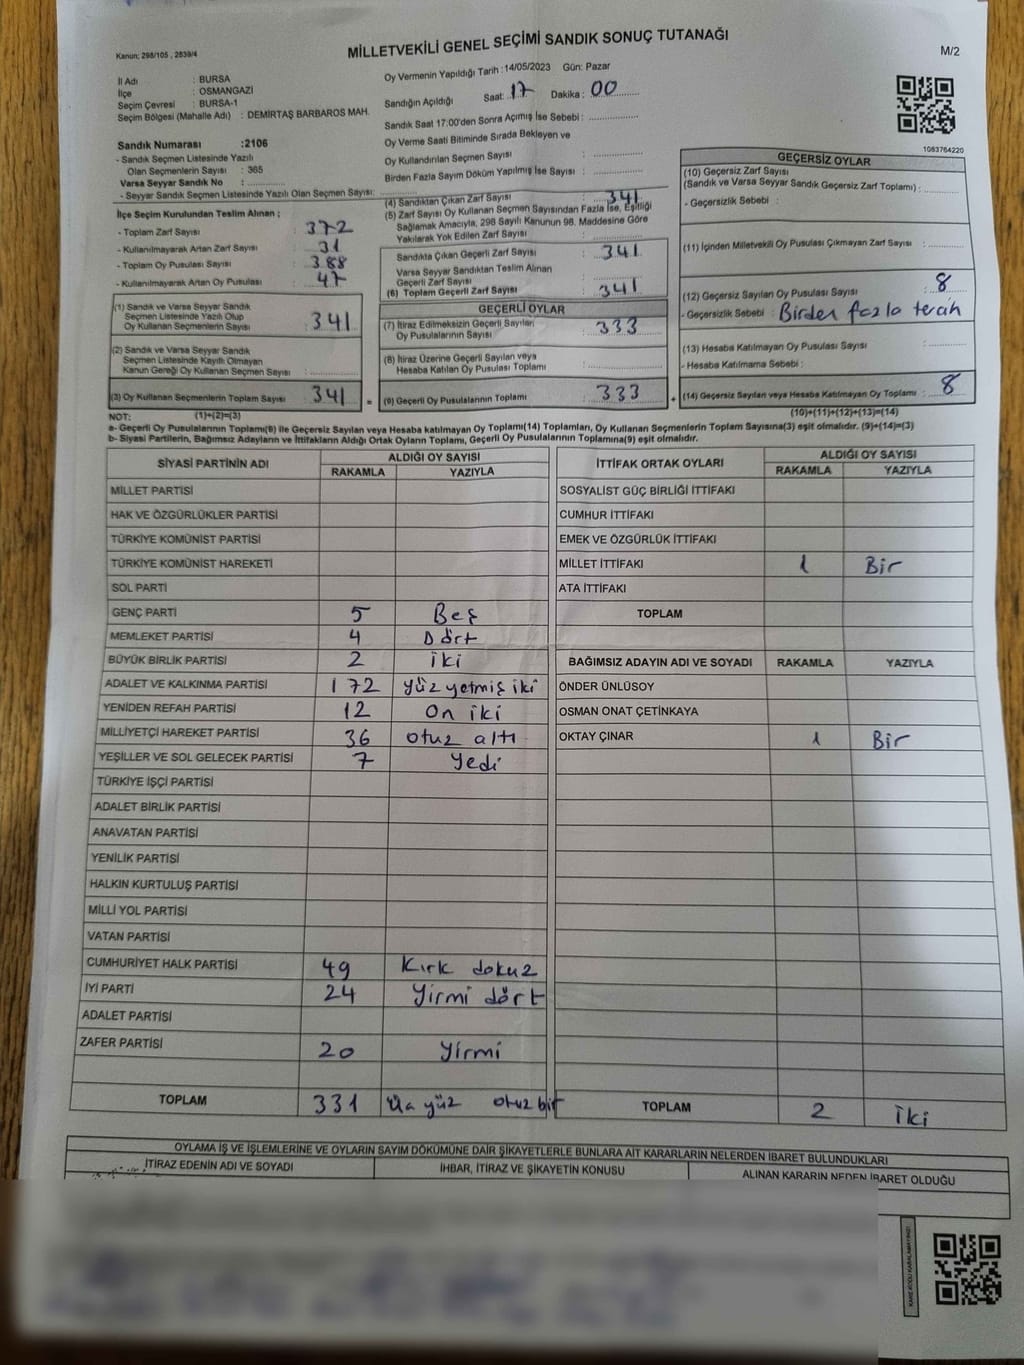 Kanun: 298/105 , 2839/4
MİLLETVEKİLİ GENEL SEÇİMİ SANDIK SONUÇ TUTANAĞI
M/2
İl Adı : BURSA
İlçe : OSMANGAZİ
Seçim Çevresi : BURSA-1
Seçim Bölgesi (Mahalle Adı) : DEMİRTAŞ BARBAROS MAH.
Oy Vermenin Yapıldığı Tarih : 14/05/2023 Gün: Pazar
Sandığın Açıldığı Saat: 17 Dakika : 00
Sandık Saat 17:00'den Sonra Açımış İse Sebebi :
Oy Verme Saati Bitiminde Sırada Bekleyen ve
Oy Kullandırılan Seçmen Sayısı :
Birden Fazla Sayım Döküm Yapılmış İse Sayısı :
1083764220
Sandık Numarası :2106
- Sandık Seçmen Listesinde Yazılı
Olan Seçmenlerin Sayısı : 365
Varsa Seyyar Sandık No :
- Seyyar Sandık Seçmen Listesinde Yazılı Olan Seçmen Sayısı:
İlçe Seçim Kurulundan Teslim Alınan ;
- Toplam Zarf Sayısı : 372
- Kullanılmayarak Artan Zarf Sayısı : 31
- Toplam Oy Pusulası Sayısı : 388
- Kullanılmayarak Artan Oy Pusulası : 47
(4) Sandıktan Çıkan Zarf Sayısı : 341
(5) Zarf Sayısı Oy Kullanan Seçmen Sayısından Fazla İse, Eşitliği
Sağlamak Amacıyla, 298 Sayılı Kanunun 98. Maddesine Göre
Yakılarak Yok Edilen Zarf Sayısı :
Sandıkta Çıkan Geçerli Zarf Sayısı : 341
Varsa Seyyar Sandıktan Teslim Alınan
Geçerli Zarf Sayısı :
(6) Toplam Geçerli Zarf Sayısı : 341
GEÇERSİZ OYLAR
(10) Geçersiz Zarf Sayısı
(Sandık ve Varsa Seyyar Sandık Geçersiz Zarf Toplamı) :
- Geçersizlik Sebebi :
(11) İçinden Milletvekili Oy Pusulası Çıkmayan Zarf Sayısı :
(12) Geçersiz Sayılan Oy Pusulası Sayısı : 8
- Geçersizlik Sebebi : Birden fazla tercih
(13) Hesaba Katılmayan Oy Pusulası Sayısı :
- Hesaba Katılmama Sebebi :
(14) Geçersiz Sayılan veya Hesaba Katılmayan Oy Toplamı : 8
(10)+(11)+(12)+(13)=(14)
(1) Sandık ve Varsa Seyyar Sandık
Seçmen Listesinde Yazılı Olup
Oy Kullanan Seçmenlerin Sayısı : 341
(2) Sandık ve Varsa Seyyar Sandık
Seçmen Listesinde Kayıtlı Olmayan
Kanun Gereği Oy Kullanan Seçmen Sayısı :
(3) Oy Kullanan Seçmenlerin Toplam Sayısı : 341 =
(1)+(2)=(3)
GEÇERLİ OYLAR
(7) İtiraz Edilmeksizin Geçerli Sayılan
Oy Pusulalarının Sayısı : 333
(8) İtiraz Üzerine Geçerli Sayılan veya
Hesaba Katılan Oy Pusulası Toplamı :
(9) Geçerli Oy Pusulalarının Toplamı : 333 +
NOT:
a- Geçerli Oy Pusulalarının Toplamı(9) ile Geçersiz Sayılan veya Hesaba katılmayan Oy Toplamı(14) Toplamları, Oy Kullanan Seçmenlerin Toplam Sayısına(3) eşit olmalıdır. (9)+(14)=(3)
b- Siyasi Partilerin, Bağımsız Adayların ve İttifakların Aldığı Ortak Oyların Toplamı, Geçerli Oy Pusulalarının Toplamına(9) eşit olmalıdır.
SİYASİ PARTİNİN ADI ALDIĞI OY SAYISI
RAKAMLA YAZIYLA
MİLLET PARTİSİ
HAK VE ÖZGÜRLÜKLER PARTİSİ
TÜRKİYE KOMÜNİST PARTİSİ
TÜRKİYE KOMÜNİST HAREKETİ
SOL PARTİ
GENÇ PARTİ 5 Beş
MEMLEKET PARTİSİ 4 Dört
BÜYÜK BİRLİK PARTİSİ 2 iki
ADALET VE KALKINMA PARTİSİ 172 yüz yetmiş iki
YENİDEN REFAH PARTİSİ 12 On iki
MİLLİYETÇİ HAREKET PARTİSİ 36 otuz altı
YEŞİLLER VE SOL GELECEK PARTİSİ 7 Yedi
TÜRKİYE İŞÇİ PARTİSİ
ADALET BİRLİK PARTİSİ
ANAVATAN PARTİSİ
YENİLİK PARTİSİ
HALKIN KURTULUŞ PARTİSİ
MİLLİ YOL PARTİSİ
VATAN PARTİSİ
CUMHURİYET HALK PARTİSİ 49 Kırk dokuz
İYİ PARTİ 24 Yirmi dört
ADALET PARTİSİ
ZAFER PARTİSİ 20 Yirmi
TOPLAM 331 Üç yüz otuz bir
İTTİFAK ORTAK OYLARI ALDIĞI OY SAYISI
RAKAMLA YAZIYLA
SOSYALİST GÜÇ BİRLİĞİ İTTİFAKI
CUMHUR İTTİFAKI
EMEK VE ÖZGÜRLÜK İTTİFAKI
MİLLET İTTİFAKI 1 Bir
ATA İTTİFAKI
TOPLAM
BAĞIMSIZ ADAYIN ADI VE SOYADI RAKAMLA YAZIYLA
ÖNDER ÜNLÜSOY
OSMAN ONAT ÇETİNKAYA
OKTAY ÇINAR 1 Bir
TOPLAM 2 İki
OYLAMA İŞ VE İŞLEMLERİNE VE OYLARIN SAYIM DÖKÜMÜNE DAİR ŞİKAYETLERLE BUNLARA AİT KARARLARIN NELERDEN İBARET BULUNDUKLARI
İTİRAZ EDENİN ADI VE SOYADI İHBAR, İTİRAZ VE ŞİKAYETİN KONUSU ALINAN KARARIN NEDEN İBARET OLDUĞU
KARE KODU KARALAMAYINIZ!